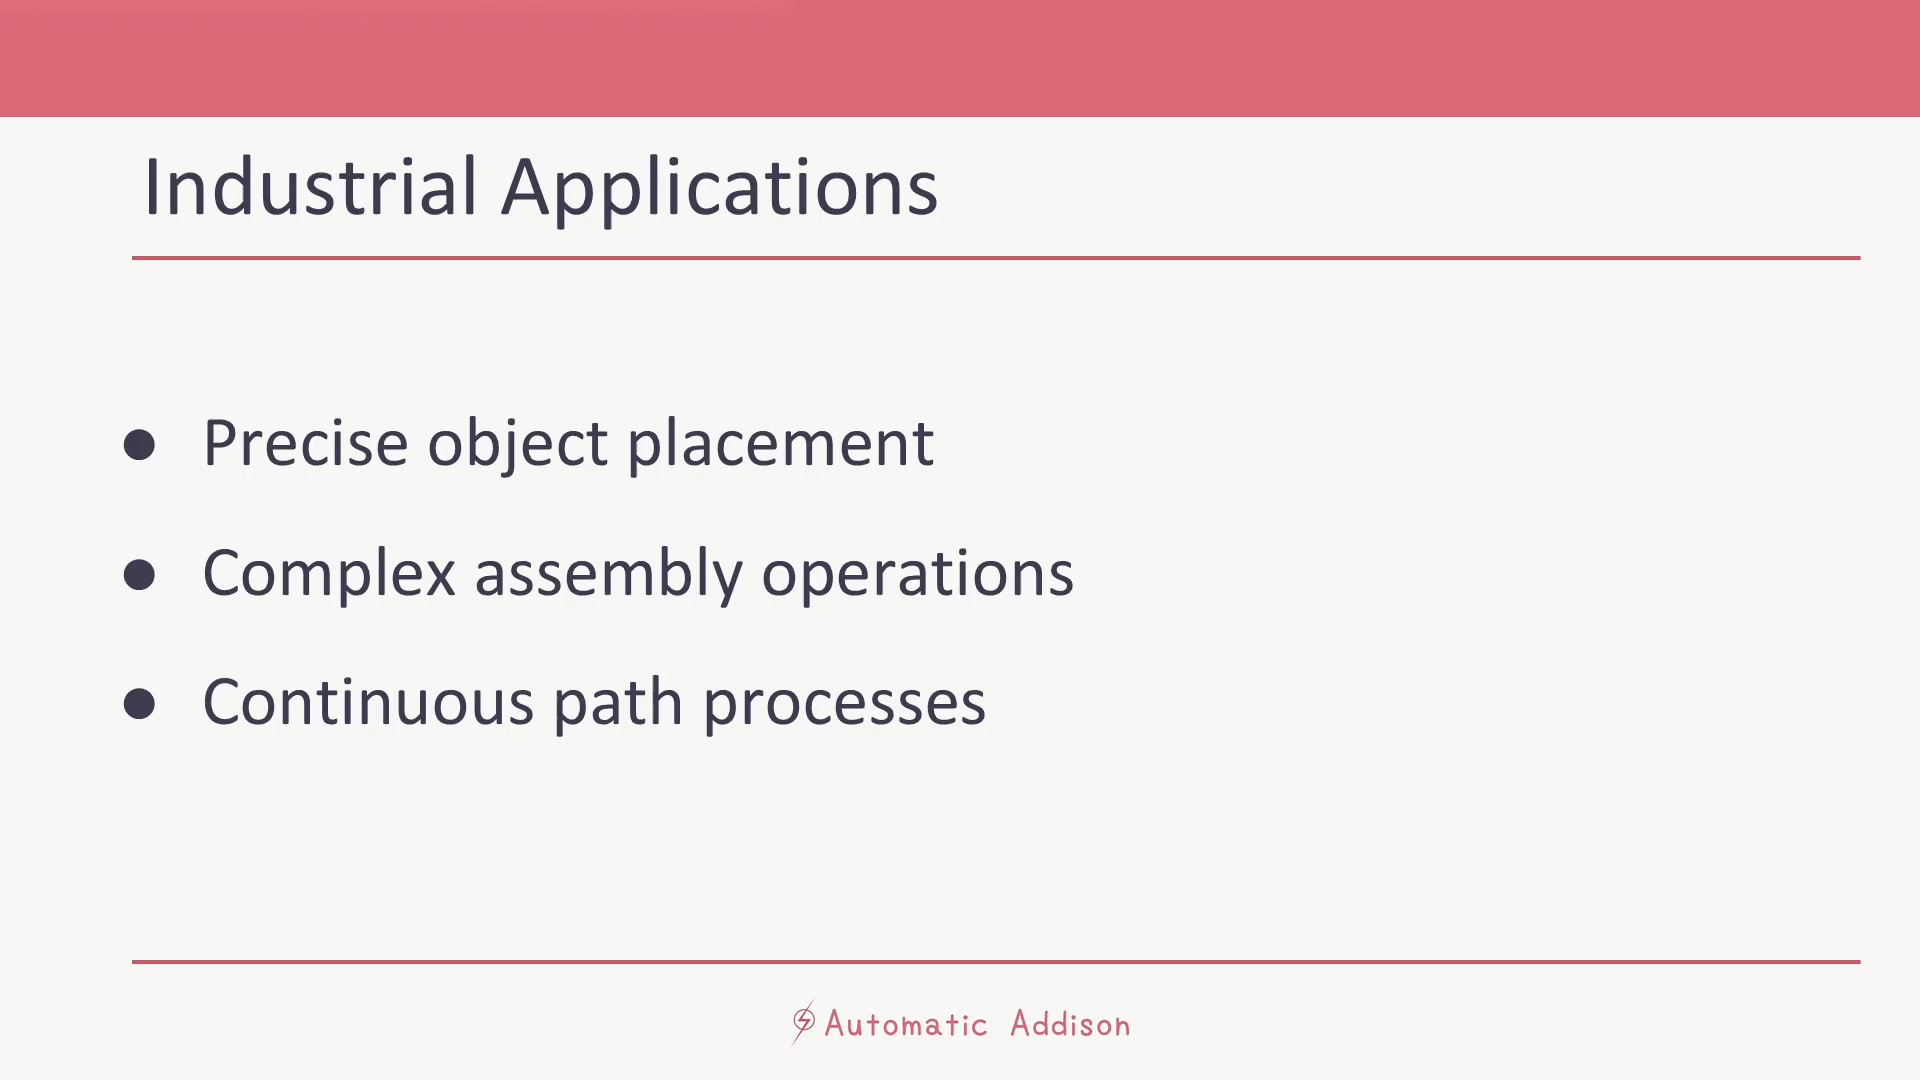 Industrial Applications
● Precise object placement
● Complex assembly operations
● Continuous path processes
Automatic Addison